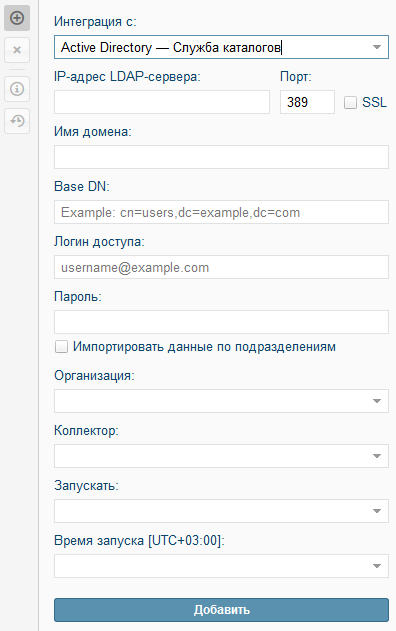 Интеграция с:
Active Directory — Служба каталогов
IP-адрес LDAP-сервера: Порт:
389 SSL
Имя домена:
Base DN:
Example: cn=users,dc=example,dc=com
Логин доступа:
username@example.com
Пароль:
Импортировать данные по подразделениям
Организация:
Коллектор:
Запускать:
Время запуска [UTC+03:00]:
Добавить